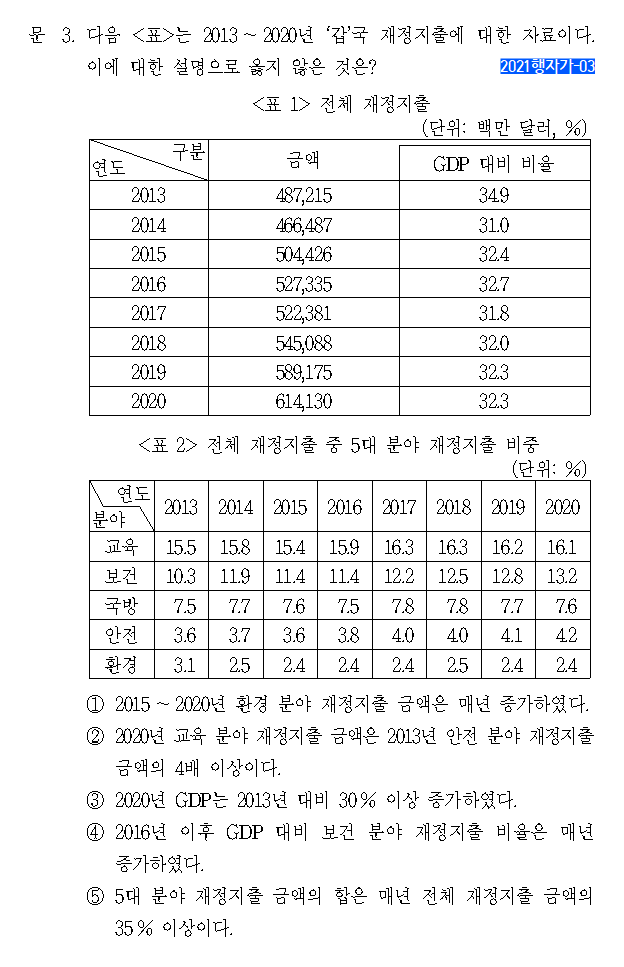 문 3. 다음 <표>는 2013～2020년 ‘갑’국 재정지출에 대한 자료이다.
이에 대한 설명으로 옳지 않은 것은?
2021행자가-03
<표 1> 전체 재정지출
(단위: 백만 달러, %)
구분 연도 금액 GDP 대비 비율
2013 487,215 34.9
2014 466,487 31.0
2015 504,426 32.4
2016 527,335 32.7
2017 522,381 31.8
2018 545,088 32.0
2019 589,175 32.3
2020 614,130 32.3
<표 2> 전체 재정지출 중 5대 분야 재정지출 비중
(단위: %)
연도 분야 2013 2014 2015 2016 2017 2018 2019 2020
교육 15.5 15.8 15.4 15.9 16.3 16.3 16.2 16.1
보건 10.3 11.9 11.4 11.4 12.2 12.5 12.8 13.2
국방 7.5 7.7 7.6 7.5 7.8 7.8 7.7 7.6
안전 3.6 3.7 3.6 3.8 4.0 4.0 4.1 4.2
환경 3.1 2.5 2.4 2.4 2.4 2.5 2.4 2.4
① 2015～2020년 환경 분야 재정지출 금액은 매년 증가하였다.
② 2020년 교육 분야 재정지출 금액은 2013년 안전 분야 재정지출
금액의 4배 이상이다.
③ 2020년 GDP는 2013년 대비 30% 이상 증가하였다.
④ 2016년 이후 GDP 대비 보건 분야 재정지출 비율은 매년
증가하였다.
⑤ 5대 분야 재정지출 금액의 합은 매년 전체 재정지출 금액의
35% 이상이다.